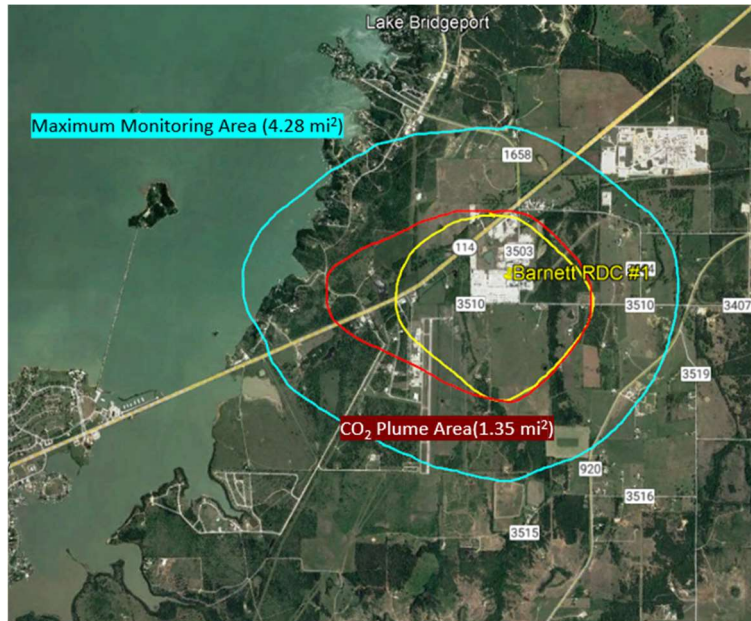 Lake Bridgeport
Maximum Monitoring Area (4.28 mi²)
1658
114
3503
Barnett RDC #1
3510
3510
3407
3519
CO₂ Plume Area(1.35 mi²)
920
3516
3515